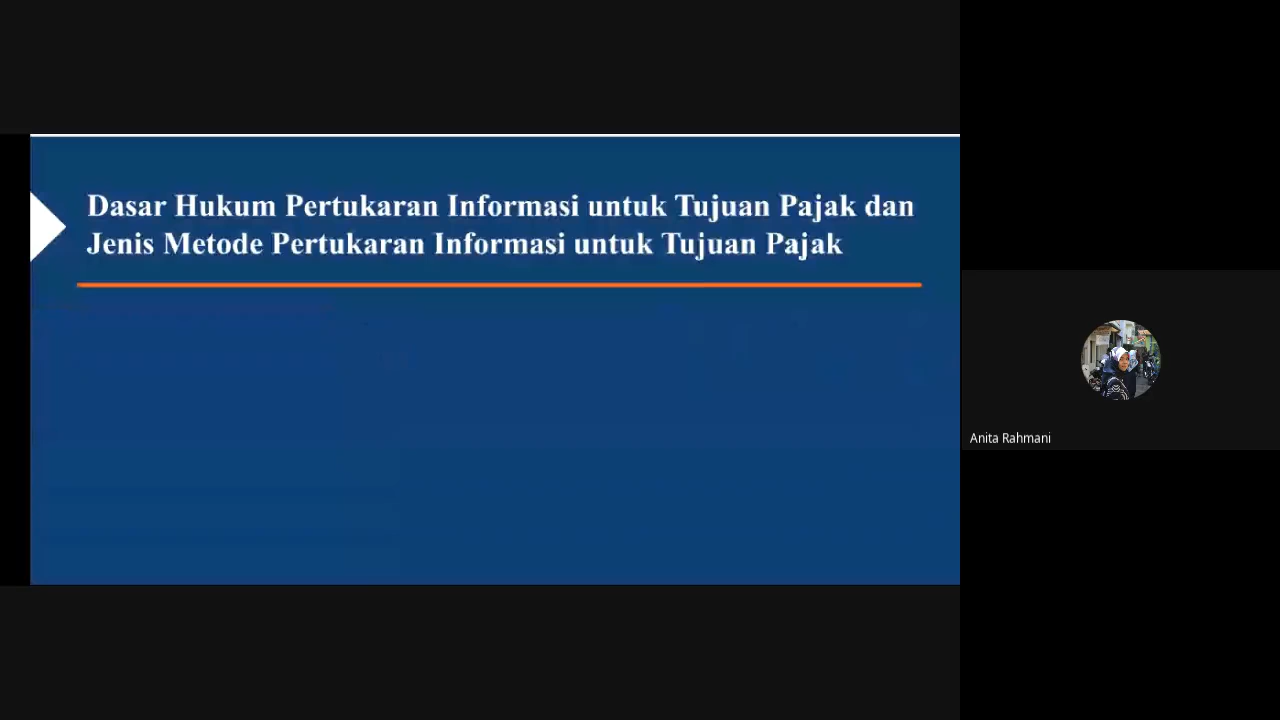 Dasar Hukum Pertukaran Informasi untuk Tujuan Pajak dan
Jenis Metode Pertukaran Informasi untuk Tujuan Pajak
Anita Rahmani